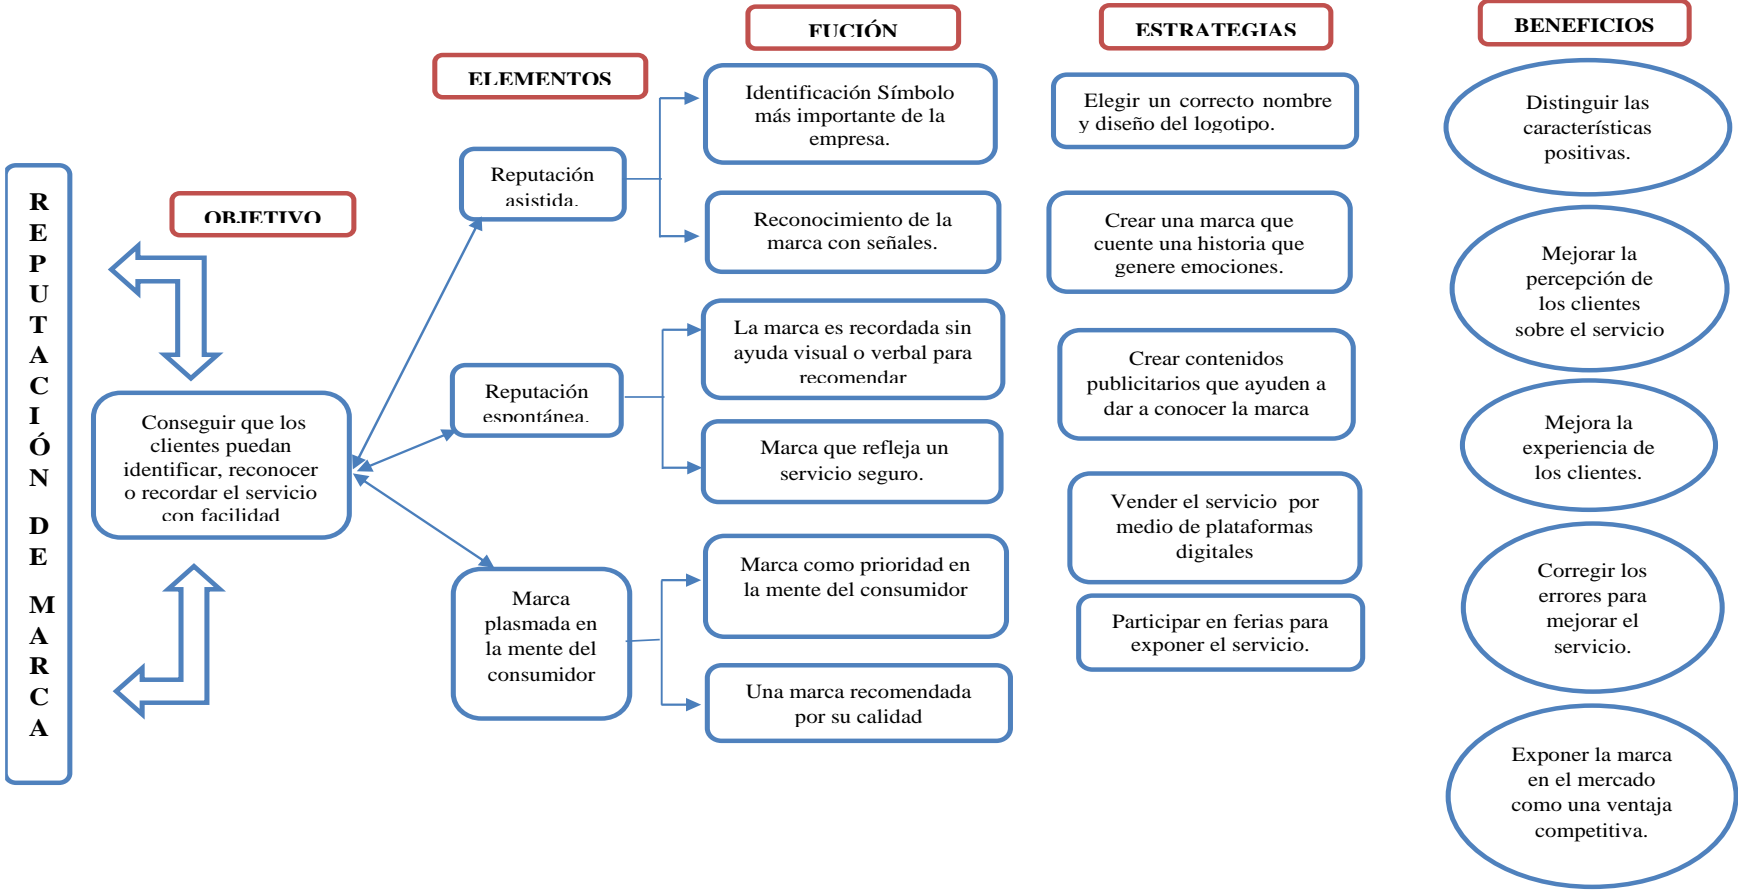 REPUTACIÓN DE MARCA
OBJETIVO
Conseguir que los
clientes puedan
identificar, reconocer
o recordar el servicio
con facilidad
ELEMENTOS
Reputación
asistida.
Reputación
espontánea.
Marca
plasmada en
la mente del
consumidor
FUCIÓN
Identificación Símbolo
más importante de la
empresa.
Reconocimiento de la
marca con señales.
La marca es recordada sin
ayuda visual o verbal para
recomendar
Marca que refleja un
servicio seguro.
Marca como prioridad en
la mente del consumidor
Una marca recomendada
por su calidad
ESTRATEGIAS
Elegir un correcto nombre
y diseño del logotipo.
Crear una marca que
cuente una historia que
genere emociones.
Crear contenidos
publicitarios que ayuden a
dar a conocer la marca
Vender el servicio por
medio de plataformas
digitales
Participar en ferias para
exponer el servicio.
BENEFICIOS
Distinguir las
características
positivas.
Mejorar la
percepción de
los clientes
sobre el servicio
Mejora la
experiencia de
los clientes.
Corregir los
errores para
mejorar el
servicio.
Exponer la marca
en el mercado
como una ventaja
competitiva.